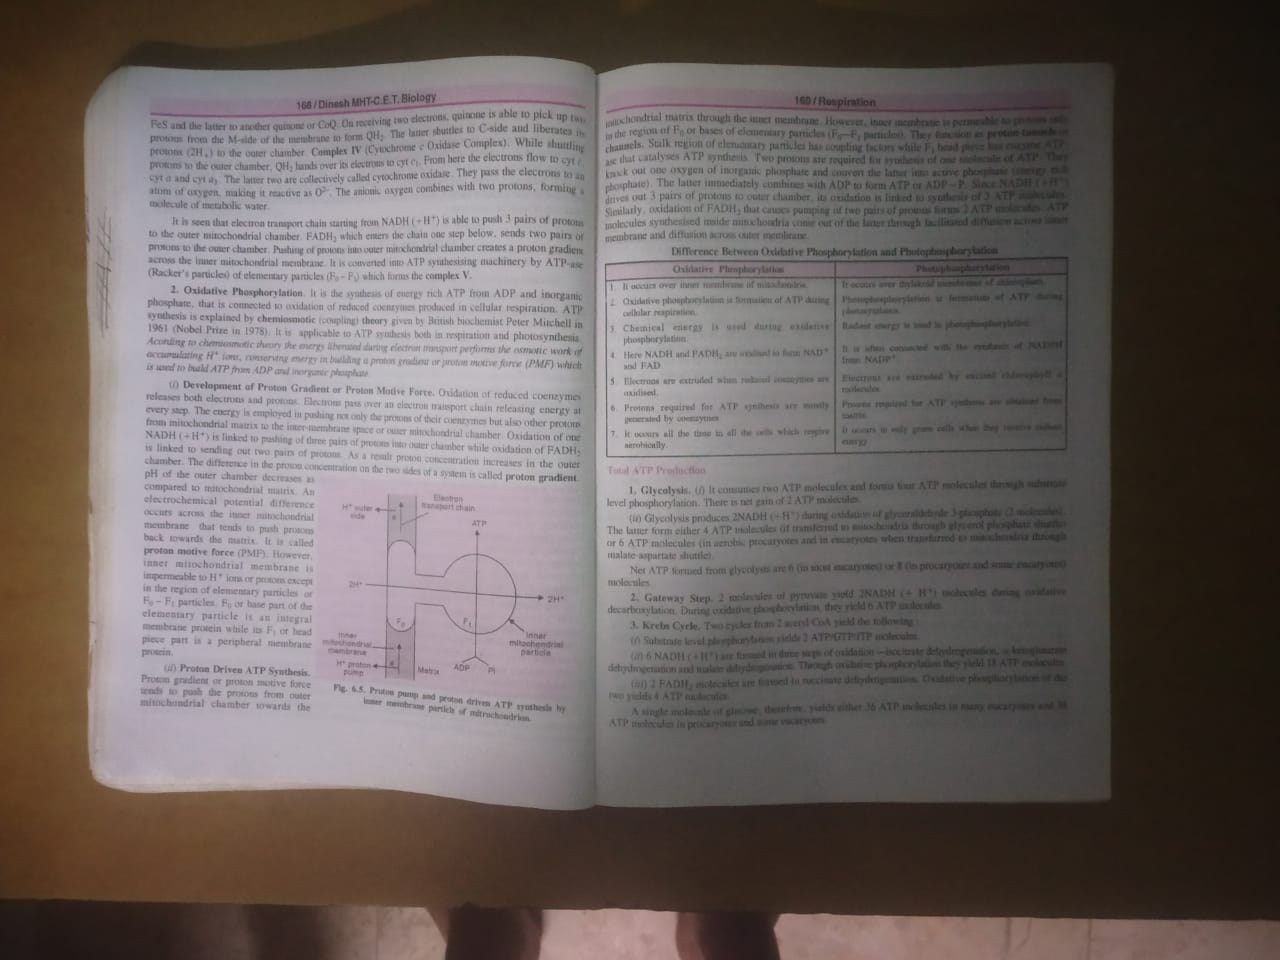 168 / Dinesh MHT-C.E.T. Biology
FeS and the latter to another quinone or CoQ. On receiving two electrons, quinone is able to pick up two
protons from the M-side of the membrane to form QH₂. The latter shuttles to C-side and liberates its
protons (2H₊) to the outer chamber. Complex IV (Cytochrome c Oxidase Complex). While shuttling
protons to the outer chamber, QH₂ hands over its electrons to cyt c₁. From here the electrons flow to cyt c,
cyt a and cyt a₃. The latter two are collectively called cytochrome oxidase. They pass the electrons to an
atom of oxygen, making it reactive as O²⁻. The anionic oxygen combines with two protons, forming a
molecule of metabolic water.
It is seen that electron transport chain starting from NADH (+H⁺) is able to push 3 pairs of protons
to the outer mitochondrial chamber. FADH₂ which enters the chain one step below, sends two pairs of
protons to the outer chamber. Pushing of protons into outer mitochondrial chamber creates a proton gradient
across the inner mitochondrial membrane. It is converted into ATP synthesising machinery by ATP-ase
(Racker's particles) of elementary particles (F₀ – F₁) which forms the complex V.
2. Oxidative Phosphorylation. It is the synthesis of energy rich ATP from ADP and inorganic
phosphate, that is connected to oxidation of reduced coenzymes produced in cellular respiration. ATP
synthesis is explained by chemiosmotic (coupling) theory given by British biochemist Peter Mitchell in
1961 (Nobel Prize in 1978). It is applicable to ATP synthesis both in respiration and photosynthesis.
Acording to chemiosmotic theory the energy liberated during electron transport performs the osmotic work of
accumulating H⁺ ions, conserving energy in building a proton gradient or proton motive force (PMF) which
is used to build ATP from ADP and inorganic phosphate.
(i) Development of Proton Gradient or Proton Motive Force. Oxidation of reduced coenzymes
releases both electrons and protons. Electrons pass over an electron transport chain releasing energy at
every step. The energy is employed in pushing not only the protons of their coenzymes but also other protons
from mitochondrial matrix to the inter-membrane space or outer mitochondrial chamber. Oxidation of one
NADH (+H⁺) is linked to pushing of three pairs of protons into outer chamber while oxidation of FADH₂
is linked to sending out two pairs of protons. As a result proton concentration increases in the outer
chamber. The difference in the proton concentration on the two sides of a system is called proton gradient.
pH of the outer chamber decreases as
compared to mitochondrial matrix. An
electrochemical potential difference
occurs across the inner mitochondrial
membrane that tends to push protons
back towards the matrix. It is called
proton motive force (PMF). However,
inner mitochondrial membrane is
impermeable to H⁺ ions or protons except
in the region of elementary particles or
F₀ – F₁ particles. F₀ or base part of the
elementary particle is an integral
membrane protein while its F₁ or head
piece part is a peripheral membrane
protein.
(ii) Proton Driven ATP Synthesis.
Proton gradient or proton motive force
tends to push the protons from outer
mitochondrial chamber towards the
H⁺ outer
side
Electron
transport chain
ATP
2H⁺
2H⁺
F₀
F₁
Inner
mitochondrial
membrane
Inner
mitochondrial
particle
H⁺ proton
pump
Matrix
ADP
Pi
Fig. 6.5. Proton pump and proton driven ATP synthesis by
inner membrane particls of mitrochondrion.
169 / Respiration
mitochondrial matrix through the inner membrane. However, inner membrane is permeable to protons only
in the region of F₀ or bases of elementary particles (F₀–F₁ particles). They function as proton tunnels or
channels. Stalk region of elementary particles has coupling factors while F₁ head piece has enzyme ATP-
ase that catalyses ATP synthesis. Two protons are required for synthesis of one molecule of ATP. They
knock out one oxygen of inorganic phosphate and convert the latter into active phosphate (energy rich
phosphate). The latter immediately combines with ADP to form ATP or ADP–P. Since NADH (+H⁺)
drives out 3 pairs of protons to outer chamber, its oxidation is linked to synthesis of 3 ATP molecules.
Similarly, oxidation of FADH₂ that causes pumping of two pairs of protons forms 2 ATP molecules. ATP
molecules synthesised inside mitochondria come out of the latter through facilitated diffusion across inner
membrane and diffusion across outer membrane.
Difference Between Oxidative Phosphorylation and Photophosphorylation
Oxidative Phosphorylation Photophosphorylation
1. It occurs over inner membrane of mitochondria. It occurs over thylakoid membranes of chloroplasts.
2. Oxidative phosphorylation is formation of ATP during Photophosphorylation is formation of ATP during
cellular respiration. photosynthesis.
3. Chemical energy is used during oxidative Radiant energy is used in photophosphorylation.
phosphorylation.
4. Here NADH and FADH₂ are oxidised to form NAD⁺ It is often connected with the synthesis of NADPH
and FAD from NADP⁺.
5. Electrons are extruded when reduced coenzymes are Electrons are extruded by excited chlorophyll a
oxidised. molecules.
6. Protons required for ATP synthesis are mostly Protons required for ATP synthesis are obtained from
generated by coenzymes matrix.
7. It occurs all the time in all the cells which respire It occurs in only green cells when they receive
aerobically. energy
Total ATP Production
1. Glycolysis. (i) It consumes two ATP molecules and forms four ATP molecules through substrate
level phosphorylation. There is net gain of 2 ATP molecules.
(ii) Glycolysis produces 2NADH (+H⁺) during oxidation of glyceraldehyde 3-phosphate (2 molecules).
The latter form either 4 ATP molecules (if transferred to mitochondria through glycerol phosphate shuttle)
or 6 ATP molecules (in aerobic procaryotes and in eucaryotes when transferred to mitochondria through
malate-aspartate shuttle).
Net ATP formed from glycolysis are 6 (in most eucaryotes) or 8 (in procaryotes and some eucaryotes)
molecules.
2. Gateway Step. 2 molecules of pyruvate yield 2NADH (+ H⁺) molecules during oxidative
decarboxylation. During oxidative phosphorylation, they yield 6 ATP molecules.
3. Krebs Cycle. Two cycles from 2 acetyl CoA yield the following :
(i) Substrate level phosphorylation yields 2 ATP/GTP/ITP molecules.
(ii) 6 NADH (+H⁺) are formed in three steps of oxidation –isocitrate dehydrogenation, α-ketoglutarate
dehydrogenation and malate dehydrogenation. Through oxidative phosphorylation they yield 18 ATP molecules.
(iii) 2 FADH₂ molecules are formed in succinate dehydrogenation. Oxidative phosphorylation of the
two yields 4 ATP molecules.
A single molecule of glucose, therefore, yields either 36 ATP molecules in many eucaryotes and 38
ATP molecules in procaryotes and some eucaryotes.